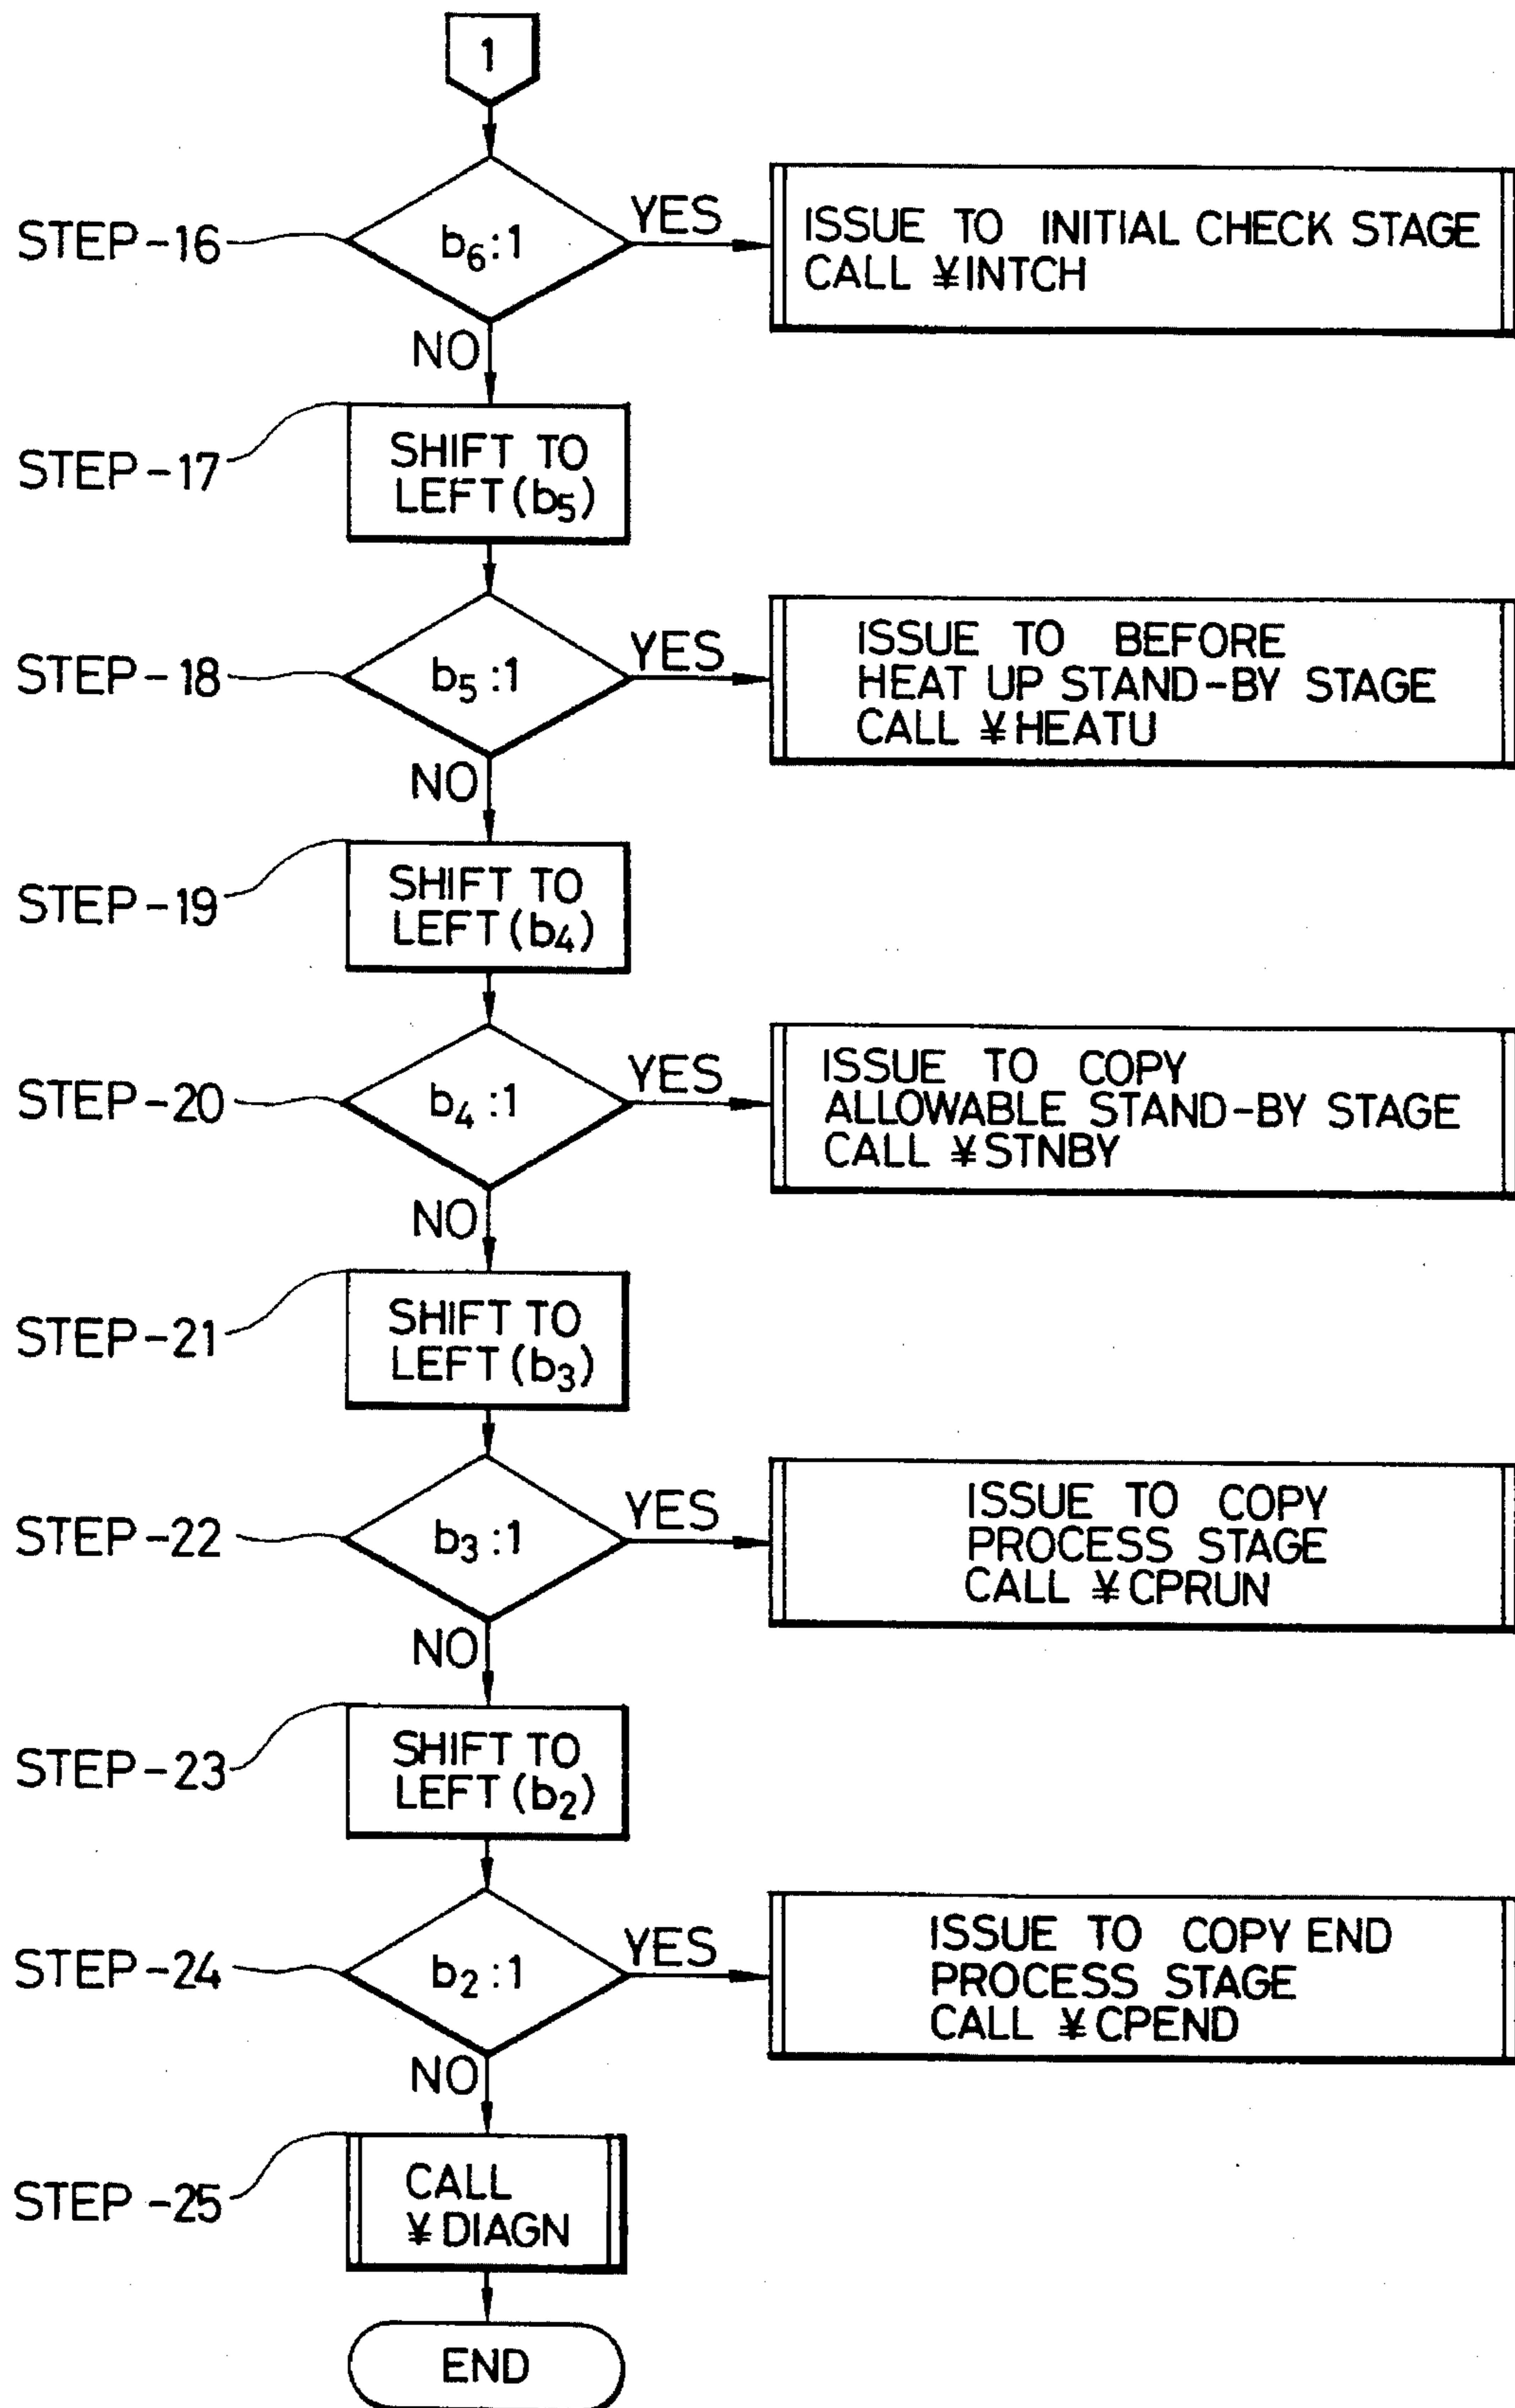 1
STEP-16
b₆:1
YES
ISSUE TO INITIAL CHECK STAGE
CALL ¥INTCH
NO
STEP-17
SHIFT TO
LEFT(b₅)
STEP-18
b₅:1
YES
ISSUE TO BEFORE
HEAT UP STAND-BY STAGE
CALL ¥HEATU
NO
STEP-19
SHIFT TO
LEFT(b₄)
STEP-20
b₄:1
YES
ISSUE TO COPY
ALLOWABLE STAND-BY STAGE
CALL ¥STNBY
NO
STEP-21
SHIFT TO
LEFT(b₃)
STEP-22
b₃:1
YES
ISSUE TO COPY
PROCESS STAGE
CALL ¥CPRUN
NO
STEP-23
SHIFT TO
LEFT(b₂)
STEP-24
b₂:1
YES
ISSUE TO COPY END
PROCESS STAGE
CALL ¥CPEND
NO
STEP-25
CALL
¥DIAGN
END